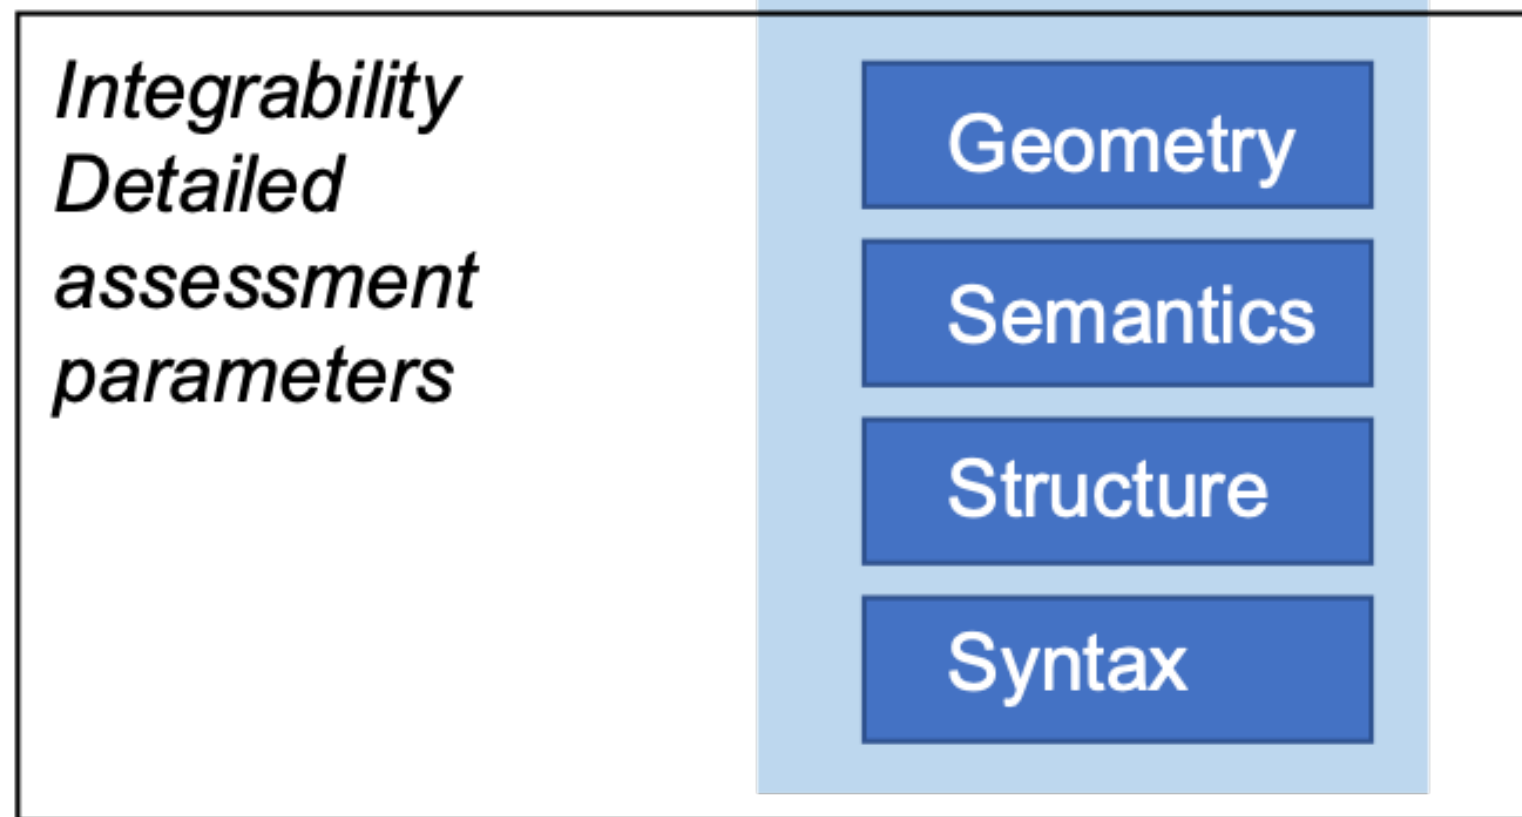 Integrability
Detailed
assessment
parameters
Geometry
Semantics
Structure
Syntax